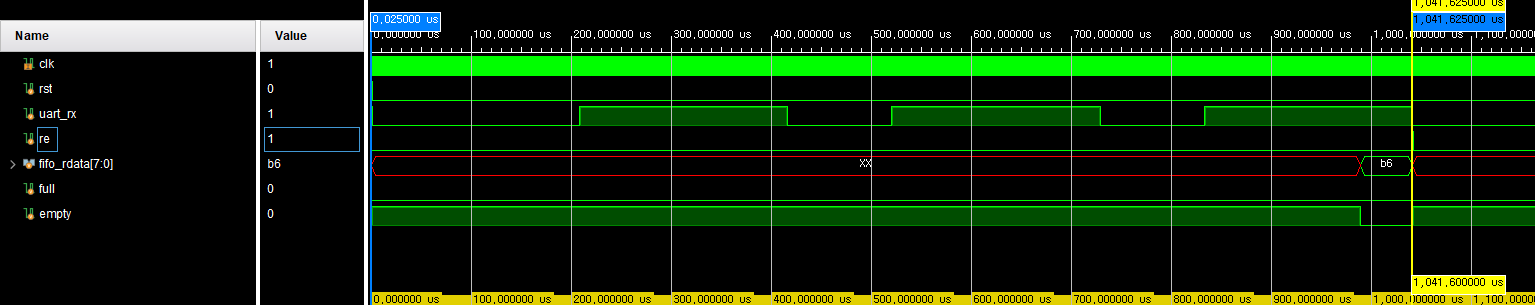 1,041,625000 us
0,025000 us
1,041,625000 us
Name Value
0,000000 us 100,000000 us 200,000000 us 300,000000 us 400,000000 us 500,000000 us 600,000000 us 700,000000 us 800,000000 us 900,000000 us 1,000,000000 us 1,100,
clk 1
rst 0
uart_rx 1
re 1
fifo_rdata[7:0] b6 XX b6
full 0
empty 0
1,041,600000 us
0,000000 us 100,000000 us 200,000000 us 300,000000 us 400,000000 us 500,000000 us 600,000000 us 700,000000 us 800,000000 us 900,000000 us 1,000,000000 us 1,100,